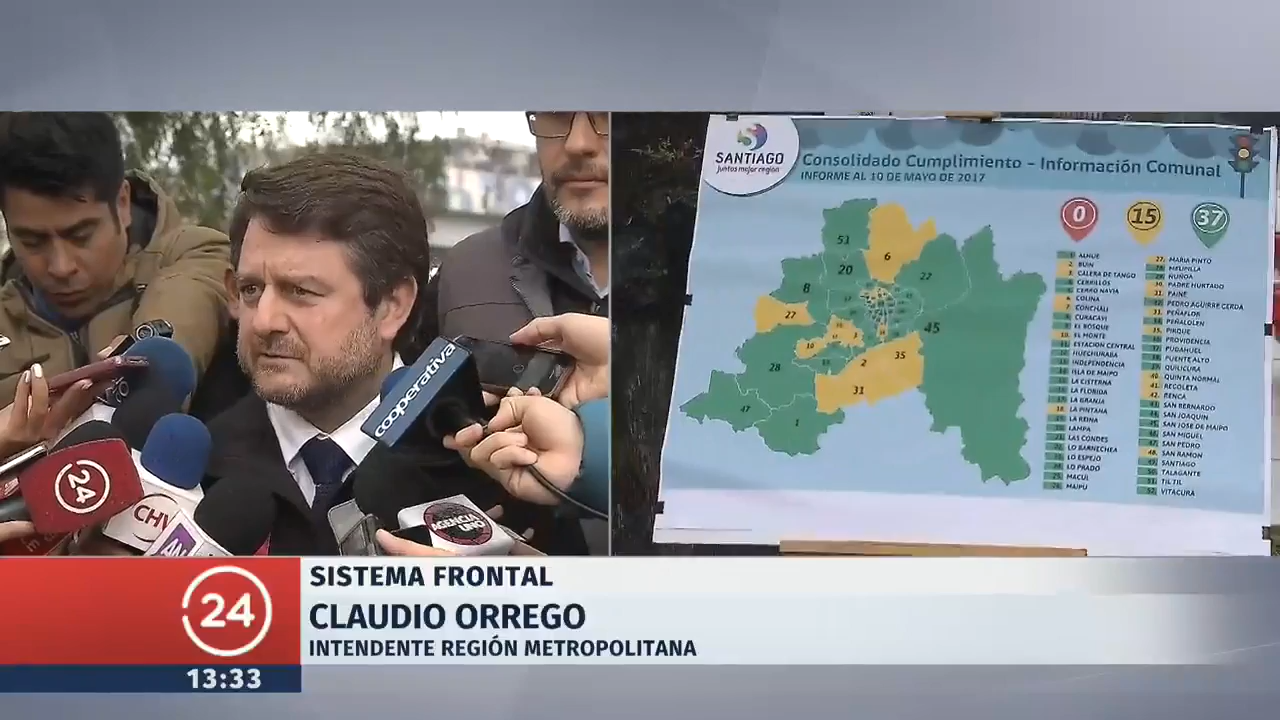 cooperativa
24
CHV
AGENCIA
UNO
SANTIAGO
juntos mejor región
Consolidado Cumplimiento - Información Comunal
INFORME AL 10 DE MAYO DE 2017
0
15
37
51
6
20
22
8
27
45
28
35
2
31
47
1
ALHUE
BUIN
CALERA DE TANGO
CERRILLOS
CERRO NAVIA
COLINA
CONCHALI
CURACAVI
EL BOSQUE
EL MONTE
ESTACION CENTRAL
HUECHURABA
INDEPENDENCIA
ISLA DE MAIPO
LA CISTERNA
LA FLORIDA
LA GRANJA
LA PINTANA
LA REINA
LAMPA
LAS CONDES
LO BARNECHEA
LO ESPEJO
LO PRADO
MACUL
MAIPU
MARIA PINTO
MELIPILLA
ÑUÑOA
PADRE HURTADO
PAINE
PEDRO AGUIRRE CERDA
PEÑAFLOR
PEÑALOLEN
PIRQUE
PROVIDENCIA
PUDAHUEL
PUENTE ALTO
QUILICURA
QUINTA NORMAL
RECOLETA
RENCA
SAN BERNARDO
SAN JOAQUIN
SAN JOSE DE MAIPO
SAN MIGUEL
SAN PEDRO
SAN RAMON
SANTIAGO
TALAGANTE
TIL TIL
VITACURA
24
SISTEMA FRONTAL
CLAUDIO ORREGO
INTENDENTE REGIÓN METROPOLITANA
13:33